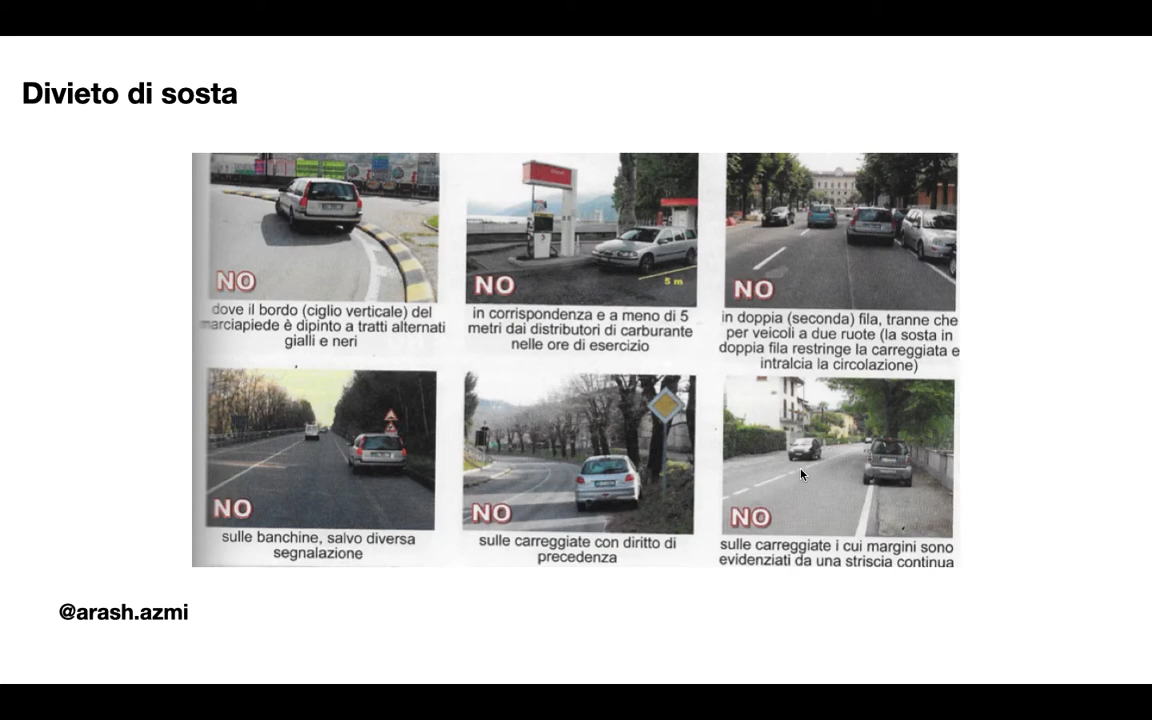 Divieto di sosta
NO
dove il bordo (ciglio verticale) del
marciapiede è dipinto a tratti alternati
gialli e neri
5 m
NO
in corrispondenza e a meno di 5
metri dai distributori di carburante
nelle ore di esercizio
NO
in doppia (seconda) fila, tranne che
per veicoli a due ruote (la sosta in
doppia fila restringe la carreggiata e
intralcia la circolazione)
NO
sulle banchine, salvo diversa
segnalazione
NO
sulle carreggiate con diritto di
precedenza
NO
sulle carreggiate i cui margini sono
evidenziati da una striscia continua
@arash.azmi